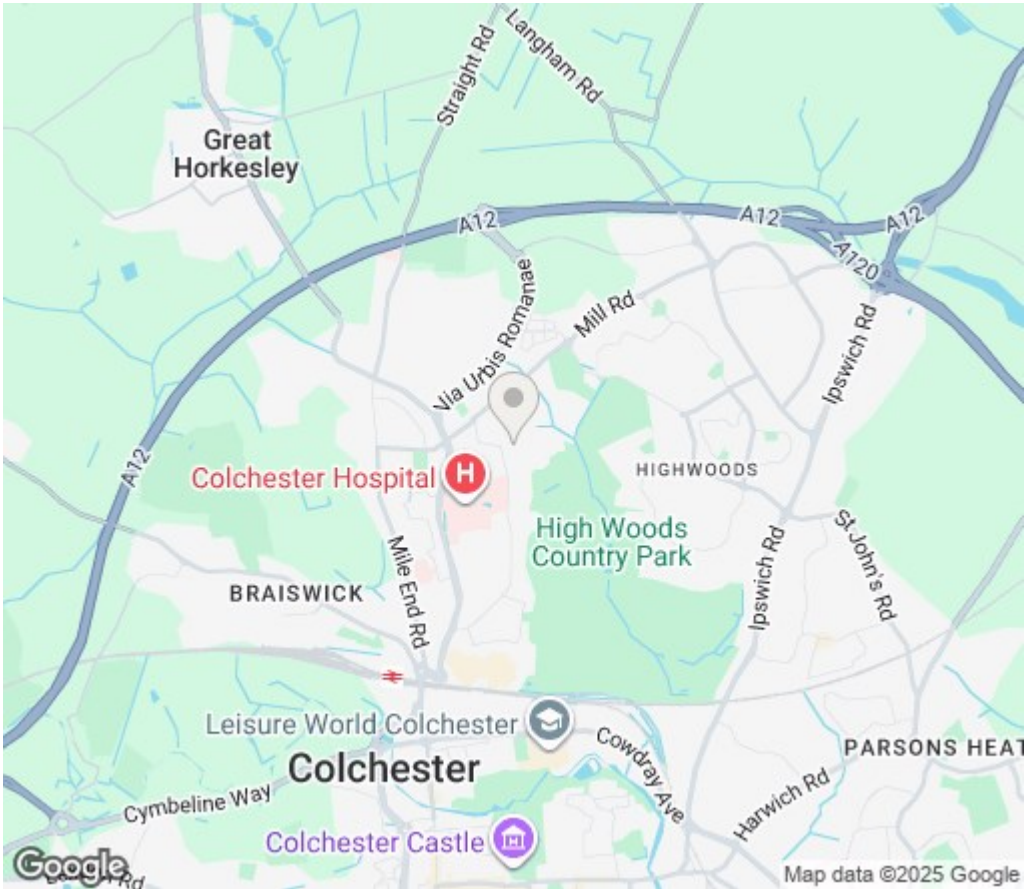 Straight Rd
Langham Rd
Great
Horkesley
A12
A12
A12
A120
Via Urbis Romanae
Mill Rd
Ipswich Rd
A12
Colchester Hospital
H
HIGHWOODS
High Woods
Country Park
St John's Rd
Ipswich Rd
Mile End Rd
BRAISWICK
Leisure World Colchester
Colchester
Cowdray Ave
PARSONS HEAT
Harwich Rd
Cymbeline Way
Colchester Castle
Google
Rd
Map data ©2025 Google